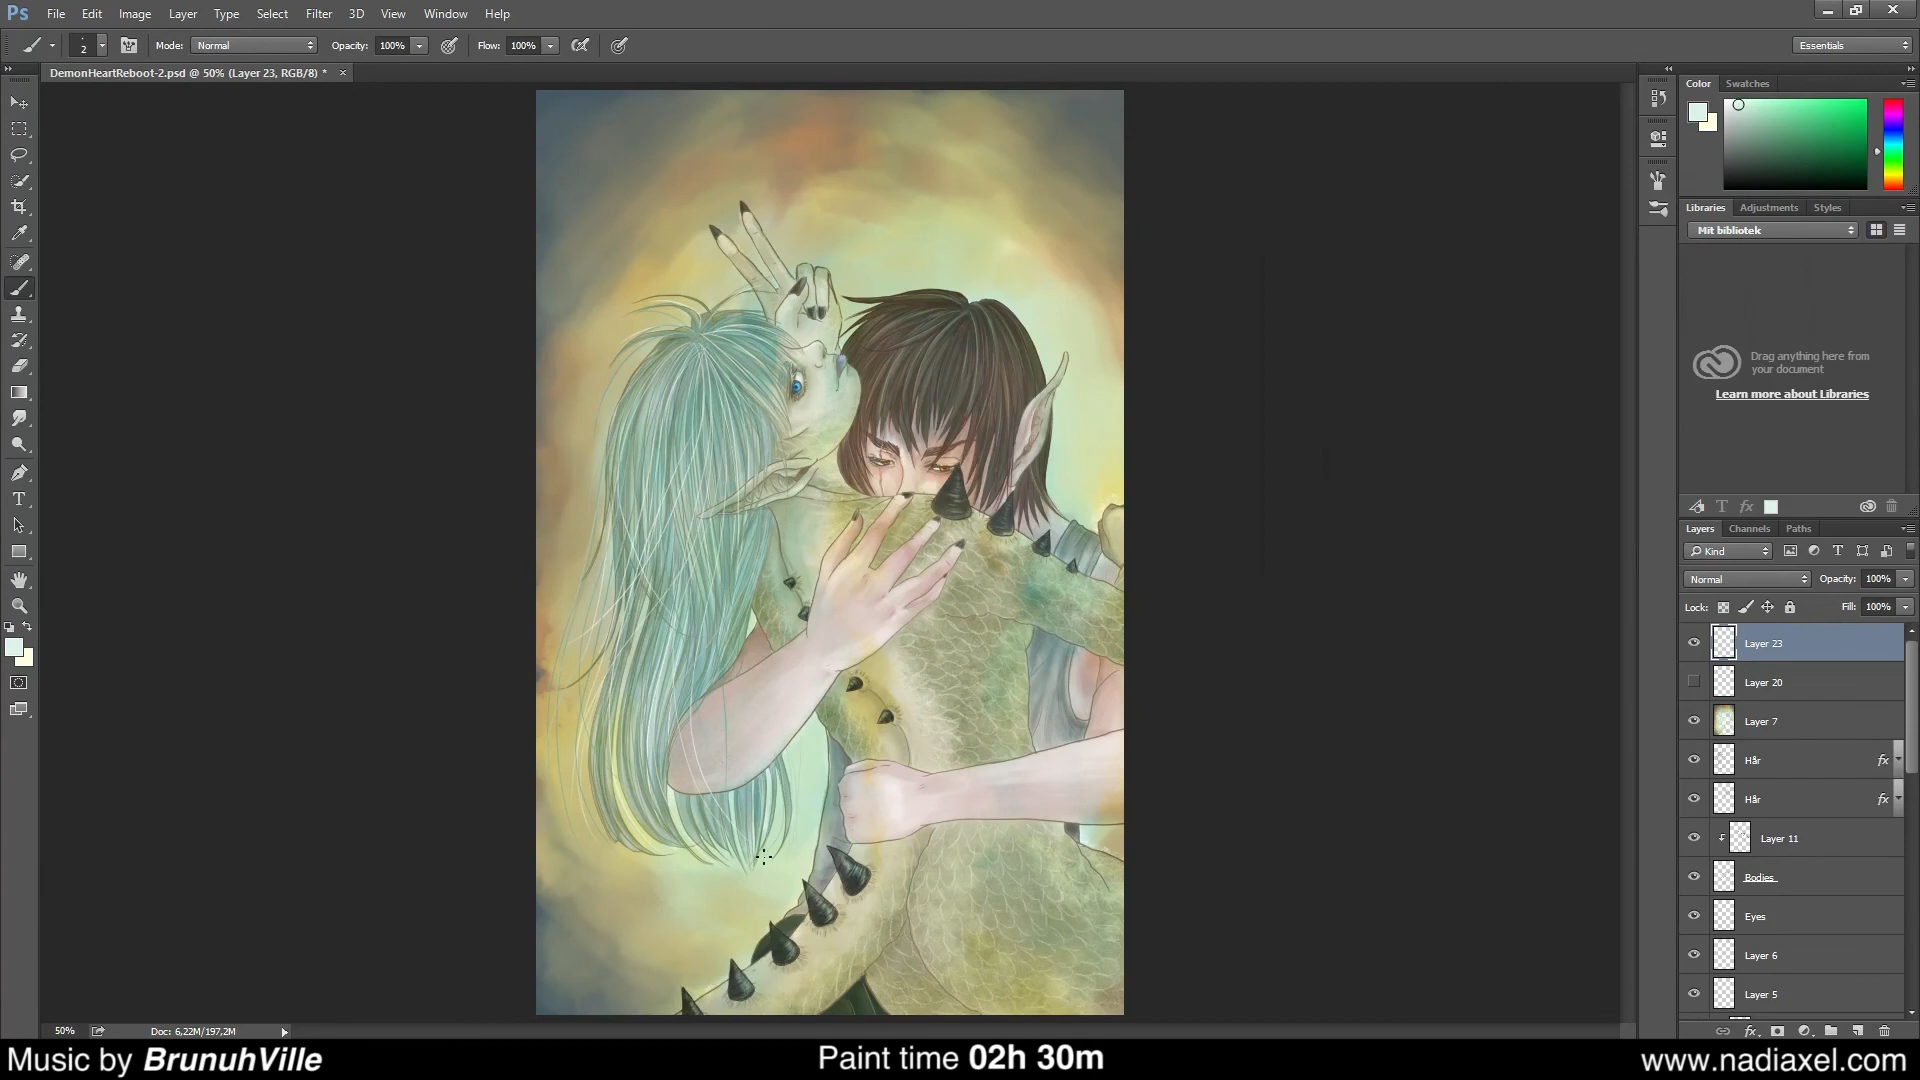 Ps File Edit Image Layer Type Select Filter 3D View Window Help
2 Mode: Normal Opacity: 100% Flow: 100% Essentials
DemonHeartReboot-2.psd @ 50% (Layer 23, RGB/8) * ×
Color Swatches
Libraries Adjustments Styles
Mit bibliotek
Drag anything here from
your document
Learn more about Libraries
Layers Channels Paths
Kind
Normal Opacity: 100%
Lock: Fill: 100%
Layer 23
Layer 20
Layer 7
Hår fx
Hår fx
Layer 11
Bodies
Eyes
Layer 6
Layer 5
50% Doc: 6,22M/197,2M
Music by BrunuhVille Paint time 02h 30m www.nadiaxel.com